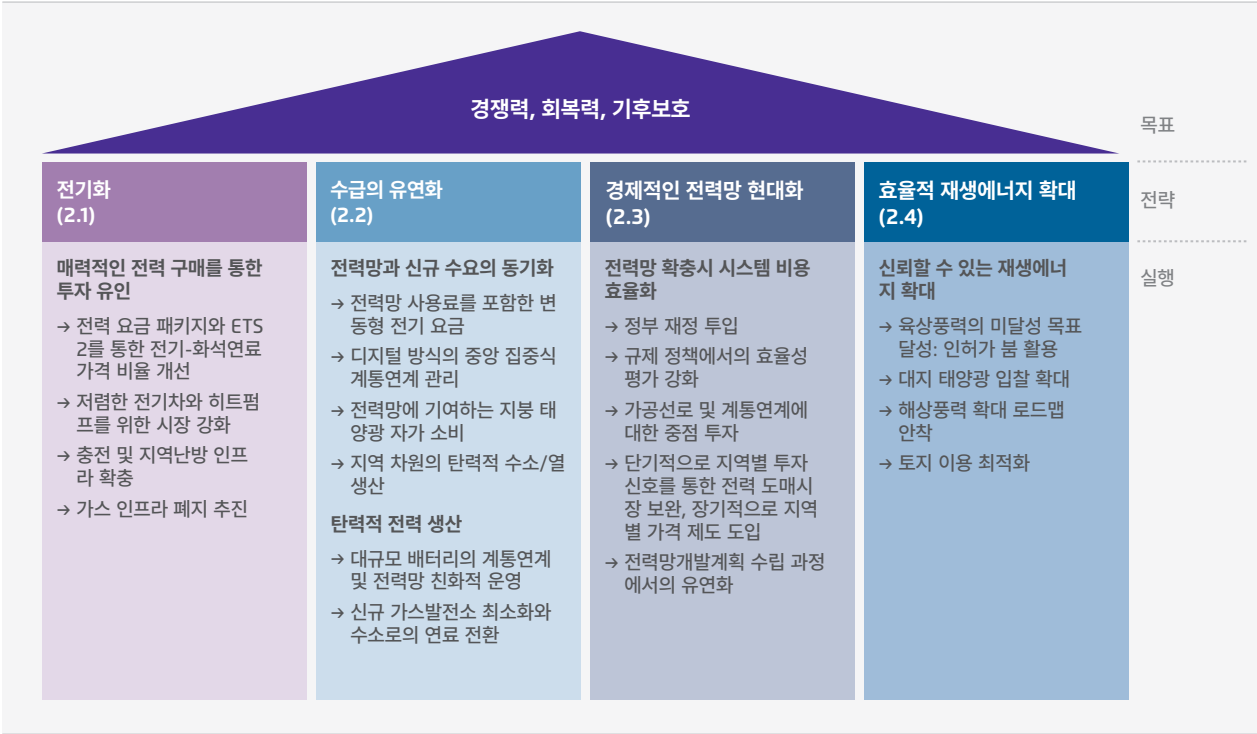 경쟁력, 회복력, 기후보호
목표
전략
실행
전기화
(2.1)
매력적인 전력 구매를 통한
투자 유인
→ 전력 요금 패키지와 ETS
2를 통한 전기-화석연료
가격 비율 개선
→ 저렴한 전기차와 히트펌
프를 위한 시장 강화
→ 충전 및 지역난방 인프
라 확충
→ 가스 인프라 폐지 추진
수급의 유연화
(2.2)
전력망과 신규 수요의 동기화
→ 전력망 사용료를 포함한 변
동형 전기 요금
→ 디지털 방식의 중앙 집중식
계통연계 관리
→ 전력망에 기여하는 지붕 태
양광 자가 소비
→ 지역 차원의 탄력적 수소/열
생산
탄력적 전력 생산
→ 대규모 배터리의 계통연계
및 전력망 친화적 운영
→ 신규 가스발전소 최소화와
수소로의 연료 전환
경제적인 전력망 현대화
(2.3)
전력망 확충시 시스템 비용
효율화
→ 정부 재정 투입
→ 규제 정책에서의 효율성
평가 강화
→ 가공선로 및 계통연계에
대한 중점 투자
→ 단기적으로 지역별 투자
신호를 통한 전력 도매시
장 보완, 장기적으로 지역
별 가격 제도 도입
→ 전력망개발계획 수립 과정
에서의 유연화
효율적 재생에너지 확대
(2.4)
신뢰할 수 있는 재생에너
지 확대
→ 육상풍력의 미달성 목표
달성: 인허가 붐 활용
→ 대지 태양광 입찰 확대
→ 해상풍력 확대 로드맵
안착
→ 토지 이용 최적화